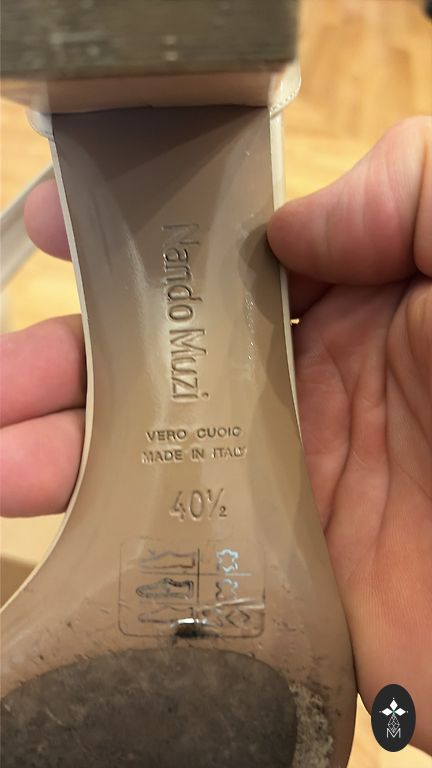 Nando Muzi
VERO CUOIO
MADE IN ITALY
40½
M